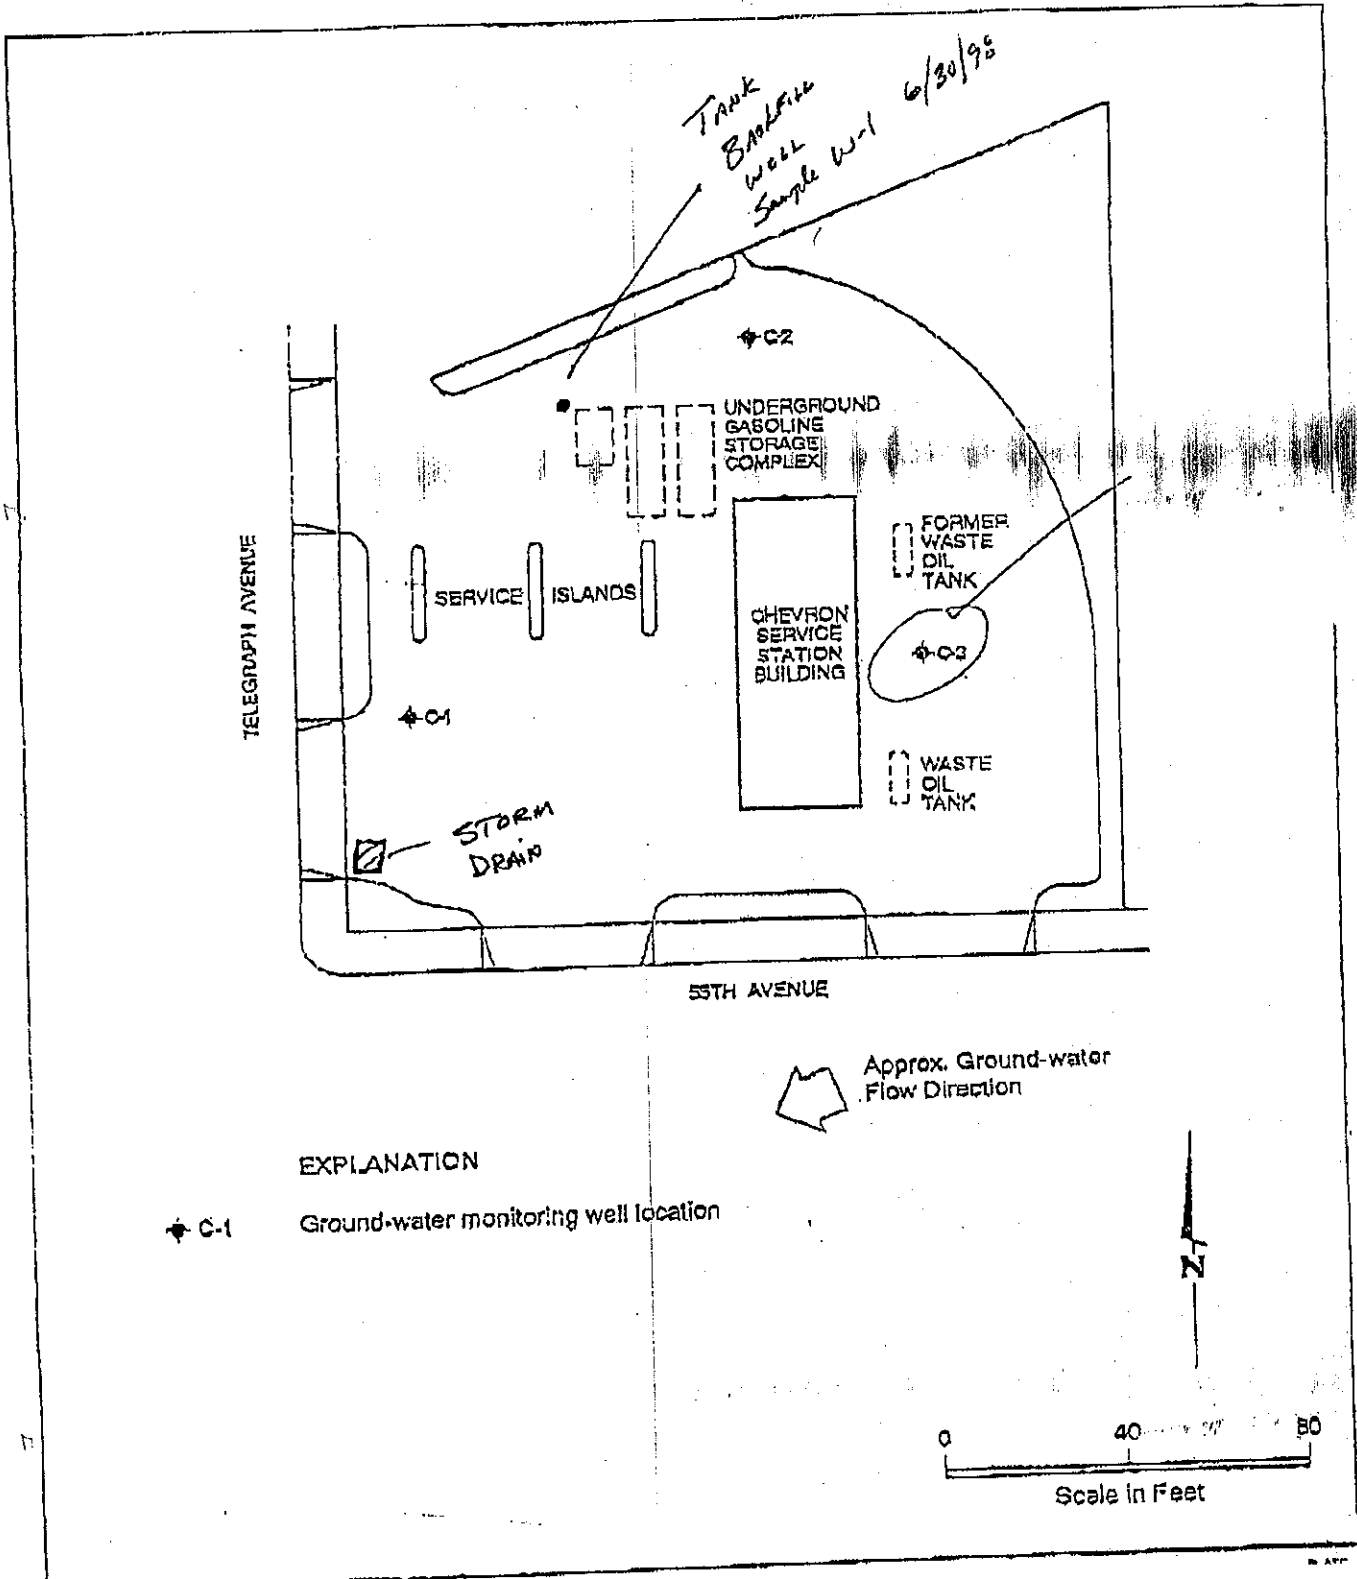 TANK
BACKFILL
WELL
Sample W-1 6/30/98
C-2
UNDERGROUND
GASOLINE
STORAGE
COMPLEX
FORMER
WASTE
OIL
TANK
TELEGRAPH AVENUE
SERVICE ISLANDS
CHEVRON
SERVICE
STATION
BUILDING
C-3
C-1
WASTE
OIL
TANK
STORM
DRAIN
55TH AVENUE
Approx. Ground-water
Flow Direction
EXPLANATION
C-1 Ground-water monitoring well location
N
0 40 80
Scale in Feet